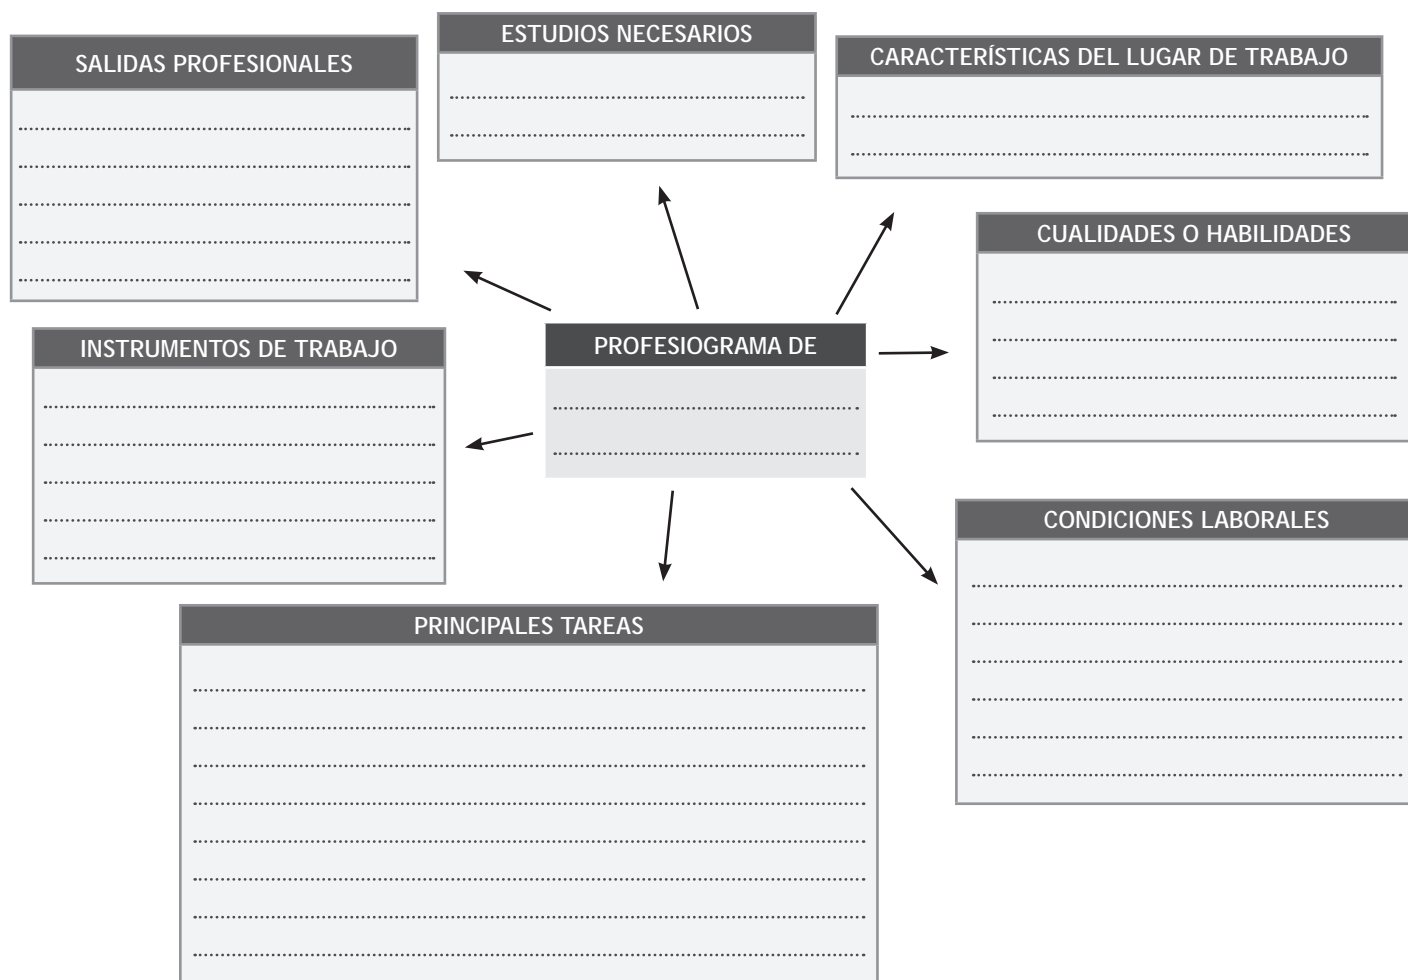 ESTUDIOS NECESARIOS
SALIDAS PROFESIONALES
CARACTERÍSTICAS DEL LUGAR DE TRABAJO
CUALIDADES O HABILIDADES
INSTRUMENTOS DE TRABAJO
PROFESIOGRAMA DE
CONDICIONES LABORALES
PRINCIPALES TAREAS